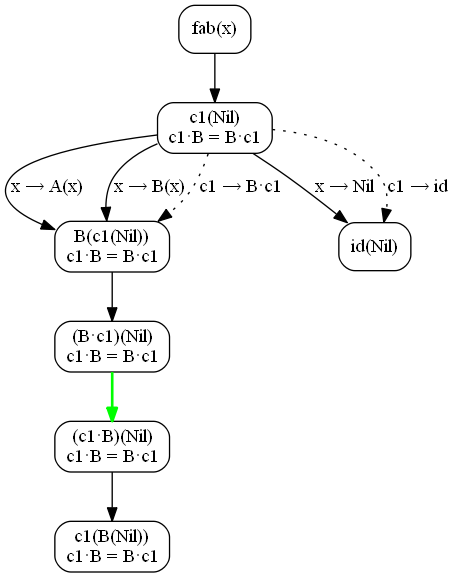 fab(x)
c1(Nil)
c1·B = B·c1
x → A(x)
x → B(x)
c1 → B·c1
x → Nil
c1 → id
B(c1(Nil))
c1·B = B·c1
id(Nil)
(B·c1)(Nil)
c1·B = B·c1
(c1·B)(Nil)
c1·B = B·c1
c1(B(Nil))
c1·B = B·c1